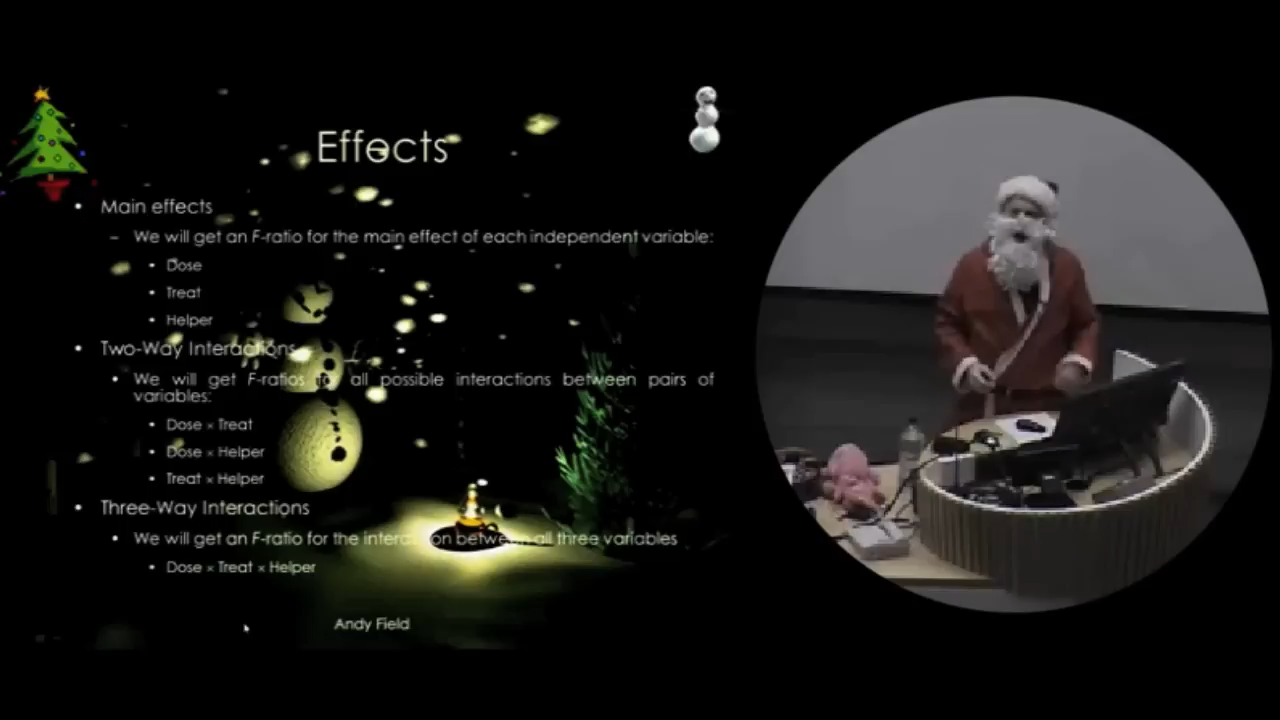 Effects
• Main effects
– We will get an F-ratio for the main effect of each independent variable:
• Dose
• Treat
• Helper
• Two-Way Interactions
• We will get F-ratios for all possible interactions between pairs of
variables:
• Dose × Treat
• Dose × Helper
• Treat × Helper
• Three-Way Interactions
• We will get an F-ratio for the interaction between all three variables
• Dose × Treat × Helper
Andy Field